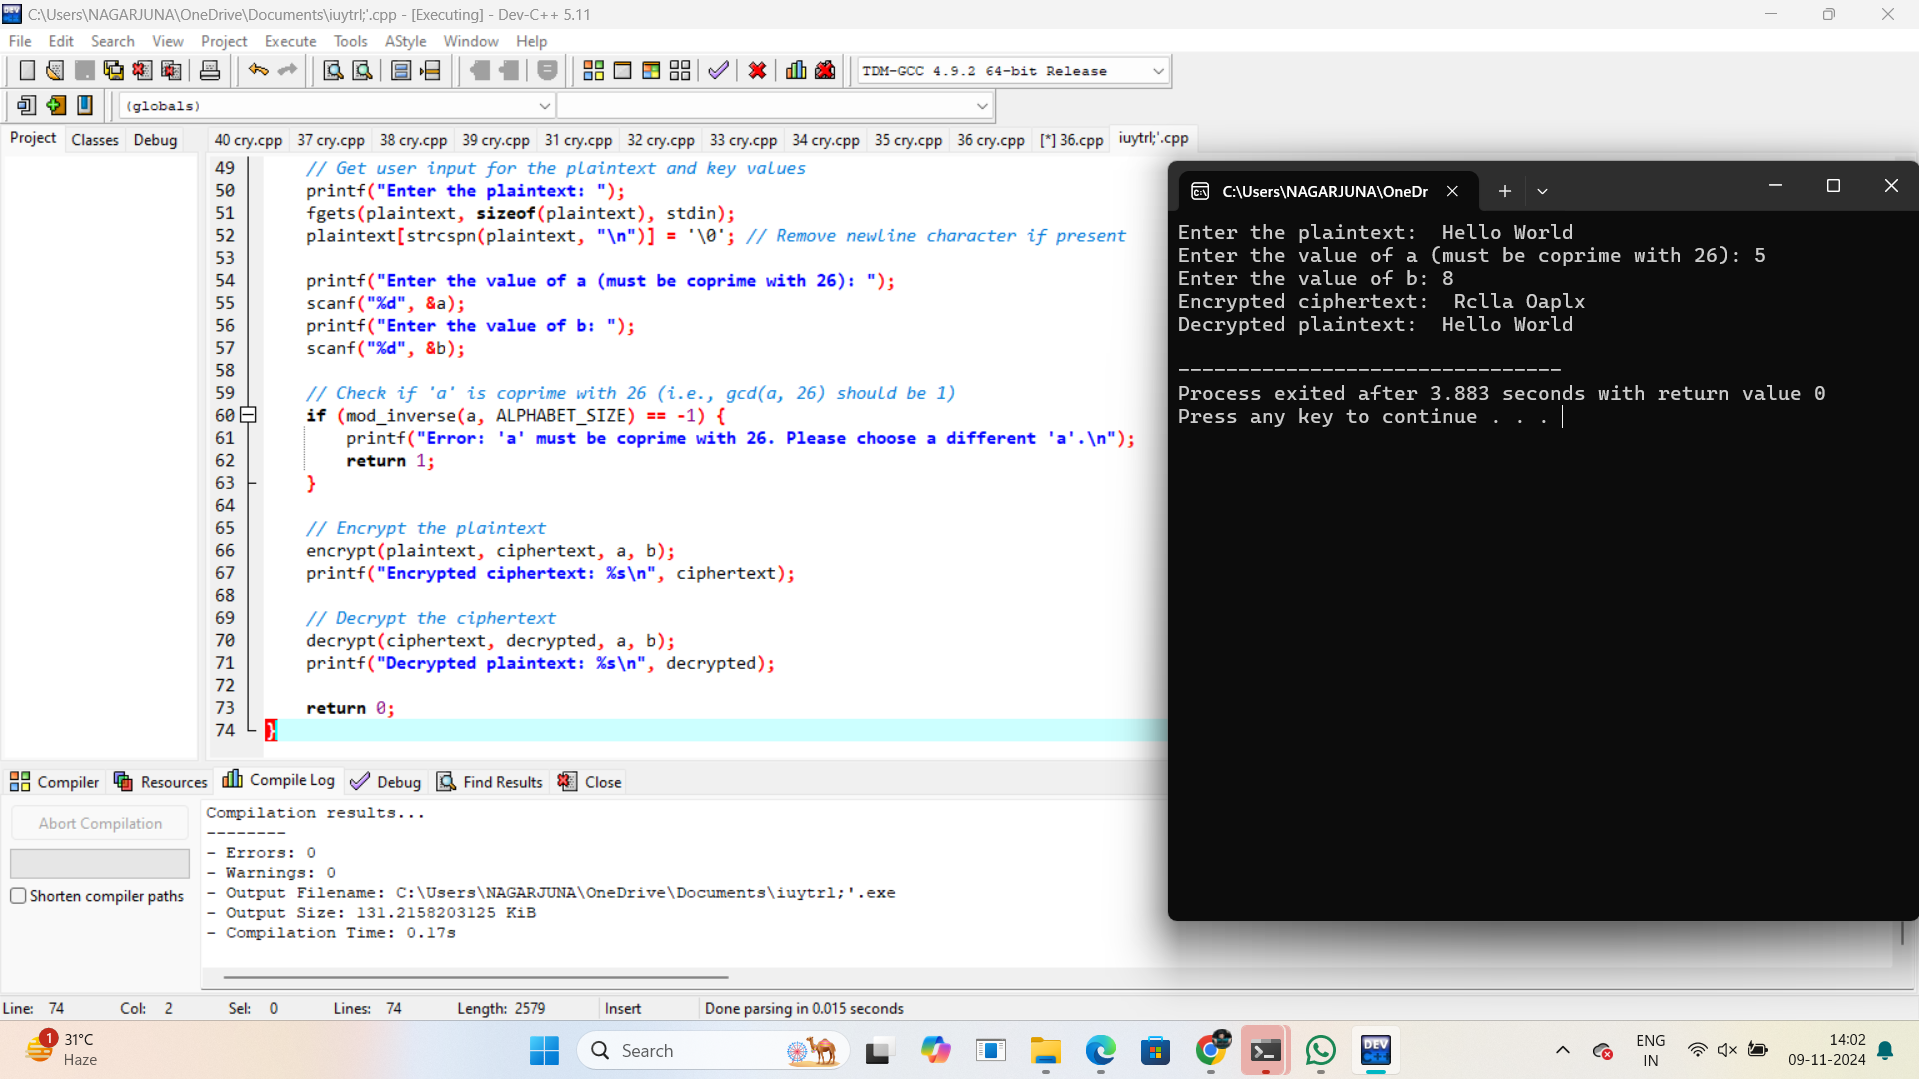 C:\Users\NAGARJUNA\OneDrive\Documents\iuytrl;'.cpp - [Executing] - Dev-C++ 5.11
File Edit Search View Project Execute Tools AStyle Window Help
TDM-GCC 4.9.2 64-bit Release
(globals)
Project Classes Debug
40 cry.cpp 37 cry.cpp 38 cry.cpp 39 cry.cpp 31 cry.cpp 32 cry.cpp 33 cry.cpp 34 cry.cpp 35 cry.cpp 36 cry.cpp [*] 36.cpp iuytrl;'.cpp
49 // Get user input for the plaintext and key values
50 printf("Enter the plaintext: ");
51 fgets(plaintext, sizeof(plaintext), stdin);
52 plaintext[strcspn(plaintext, "\n")] = '\0'; // Remove newline character if present
53
54 printf("Enter the value of a (must be coprime with 26): ");
55 scanf("%d", &a);
56 printf("Enter the value of b: ");
57 scanf("%d", &b);
58
59 // Check if 'a' is coprime with 26 (i.e., gcd(a, 26) should be 1)
60 if (mod_inverse(a, ALPHABET_SIZE) == -1) {
61 printf("Error: 'a' must be coprime with 26. Please choose a different 'a'.\n");
62 return 1;
63 }
64
65 // Encrypt the plaintext
66 encrypt(plaintext, ciphertext, a, b);
67 printf("Encrypted ciphertext: %s\n", ciphertext);
68
69 // Decrypt the ciphertext
70 decrypt(ciphertext, decrypted, a, b);
71 printf("Decrypted plaintext: %s\n", decrypted);
72
73 return 0;
74 }
C:\Users\NAGARJUNA\OneDr
Enter the plaintext:  Hello World
Enter the value of a (must be coprime with 26): 5
Enter the value of b: 8
Encrypted ciphertext:  Rclla Oaplx
Decrypted plaintext:  Hello World
--------------------------------
Process exited after 3.883 seconds with return value 0
Press any key to continue . . .
Compiler Resources Compile Log Debug Find Results Close
Abort Compilation
Shorten compiler paths
Compilation results...
--------
- Errors: 0
- Warnings: 0
- Output Filename: C:\Users\NAGARJUNA\OneDrive\Documents\iuytrl;'.exe
- Output Size: 131.2158203125 KiB
- Compilation Time: 0.17s
Line: 74 Col: 2 Sel: 0 Lines: 74 Length: 2579 Insert Done parsing in 0.015 seconds
1
31°C
Haze
Search
DEV C++
ENG
IN
14:02
09-11-2024